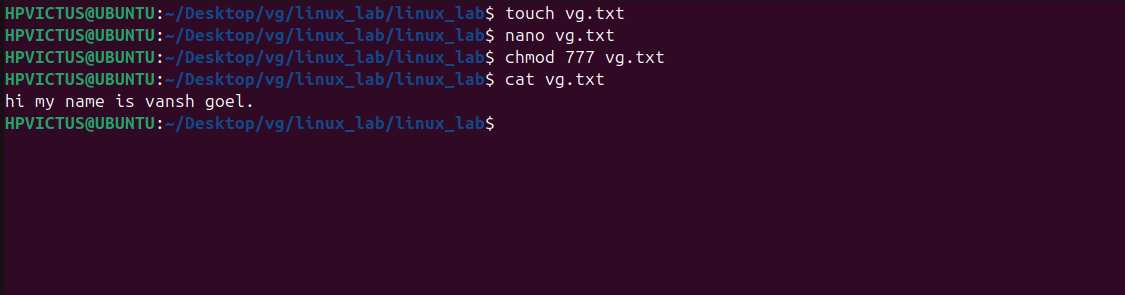 HPVICTUS@UBUNTU:~/Desktop/vg/linux_lab/linux_lab$ touch vg.txt
HPVICTUS@UBUNTU:~/Desktop/vg/linux_lab/linux_lab$ nano vg.txt
HPVICTUS@UBUNTU:~/Desktop/vg/linux_lab/linux_lab$ chmod 777 vg.txt
HPVICTUS@UBUNTU:~/Desktop/vg/linux_lab/linux_lab$ cat vg.txt
hi my name is vansh goel.
HPVICTUS@UBUNTU:~/Desktop/vg/linux_lab/linux_lab$